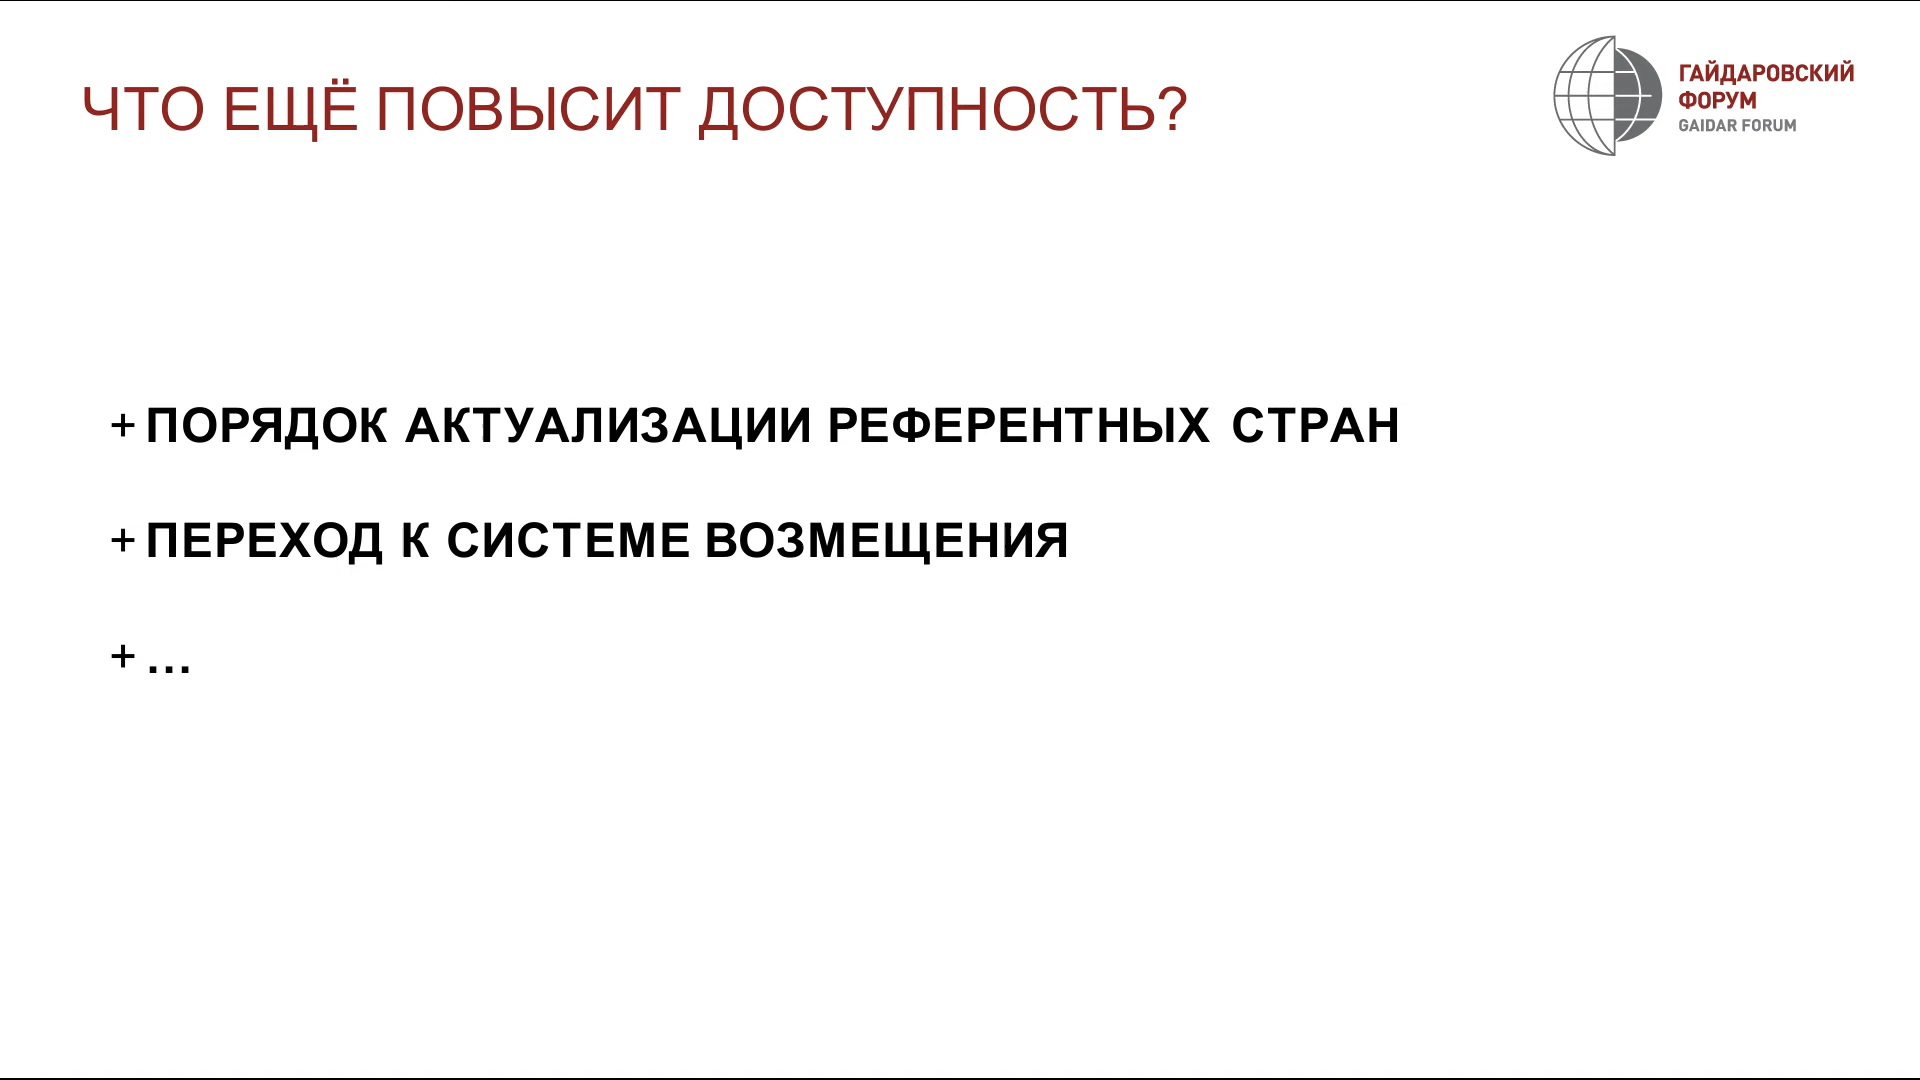 ЧТО ЕЩЁ ПОВЫСИТ ДОСТУПНОСТЬ?
ГАЙДАРОВСКИЙ
ФОРУМ
GAIDAR FORUM
+ ПОРЯДОК АКТУАЛИЗАЦИИ РЕФЕРЕНТНЫХ СТРАН
+ ПЕРЕХОД К СИСТЕМЕ ВОЗМЕЩЕНИЯ
+ ...